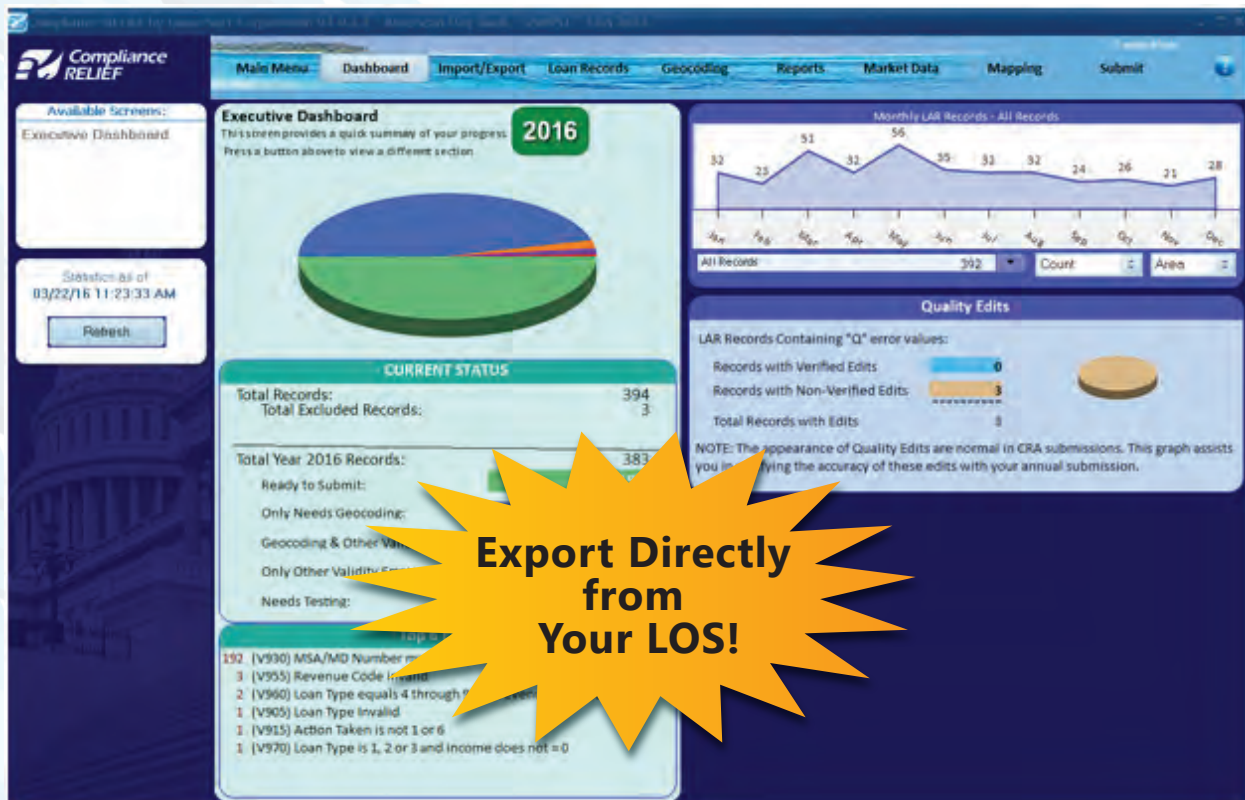 Compliance
RELIEF
Main Menu
Dashboard
Import/Export
Loan Records
Geocoding
Reports
Market Data
Mapping
Submit
Available Screens:
Executive Dashboard
Statistics as of
03/22/16 11:23:33 AM
Refresh
Executive Dashboard
This screen provides a quick summary of your progress
Press a button above to view a different section
2016
CURRENT STATUS
Total Records: 394
Total Excluded Records: 3
Total Year 2016 Records: 383
Ready to Submit:
Only Needs Geocoding:
Geocoding & Other
Only Other Validity
Needs Testing:
Top
192 (V930) MSA/MD Number
3 (V955) Revenue Code Invalid
2 (V960) Loan Type equals 4 through
1 (V905) Loan Type Invalid
1 (V915) Action Taken is not 1 or 6
1 (V970) Loan Type is 1, 2 or 3 and income does not = 0
Export Directly
from
Your LOS!
Monthly LAR Records - All Records
32 51 32 56 35 32 32 24 26 21 28
Jan Feb Mar Apr May Jun Jul Aug Sep Oct Nov Dec
All Records 392 Count Area
Quality Edits
LAR Records Containing "Q" error values:
Records with Verified Edits 0
Records with Non-Verified Edits 3
Total Records with Edits 3
NOTE: The appearance of Quality Edits are normal in CRA submissions. This graph assists
you in the accuracy of these edits with your annual submission.